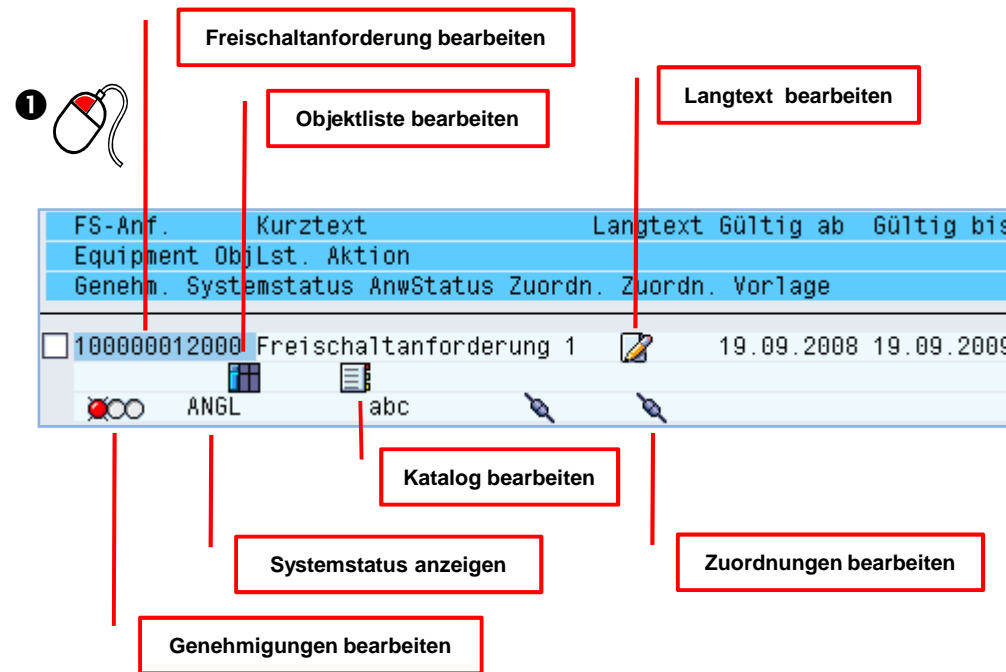 Freischaltanforderung bearbeiten
❶
Objektliste bearbeiten
Langtext bearbeiten
FS-Anf. Kurztext Langtext Gültig ab Gültig bis
Equipment ObjLst. Aktion
Genehm. Systemstatus AnwStatus Zuordn. Zuordn. Vorlage
100000012000 Freischaltanforderung 1 19.09.2008 19.09.2009
ANGL abc
Katalog bearbeiten
Systemstatus anzeigen
Zuordnungen bearbeiten
Genehmigungen bearbeiten